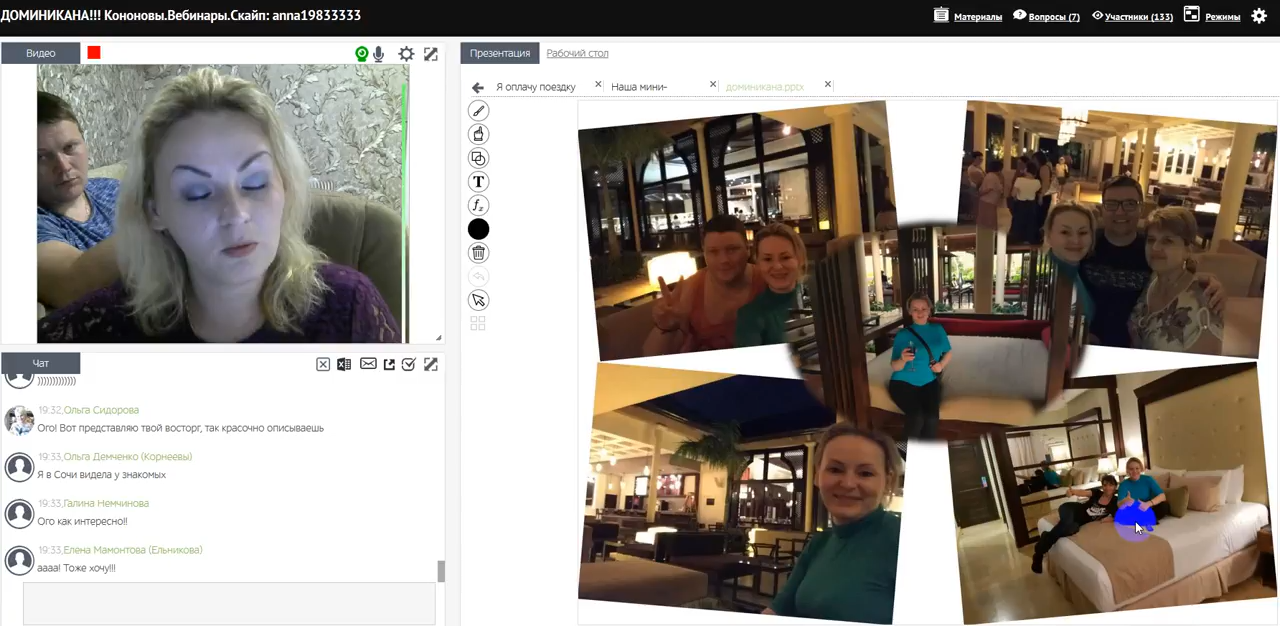 ДОМИНИКАНА!!! Кононовы.Вебинары.Скайп: anna19833333
Материалы
Вопросы (7)
Участники (133)
Режимы
Видео
Презентация
Рабочий стол
Я оплачу поездку
Наша мини-
доминикана.pptx
T
fx
Чат
))))))))))))))
19:32,Ольга Сидорова
Ого! Вот представляю твой восторг, так красочно описываешь
19:33,Ольга Демченко (Корнеевы)
Я в Сочи видела у знакомых
19:33,Галина Немчинова
Ого как интересно!!
19:33,Елена Мамонтова (Ельникова)
аааа! Тоже хочу!!!